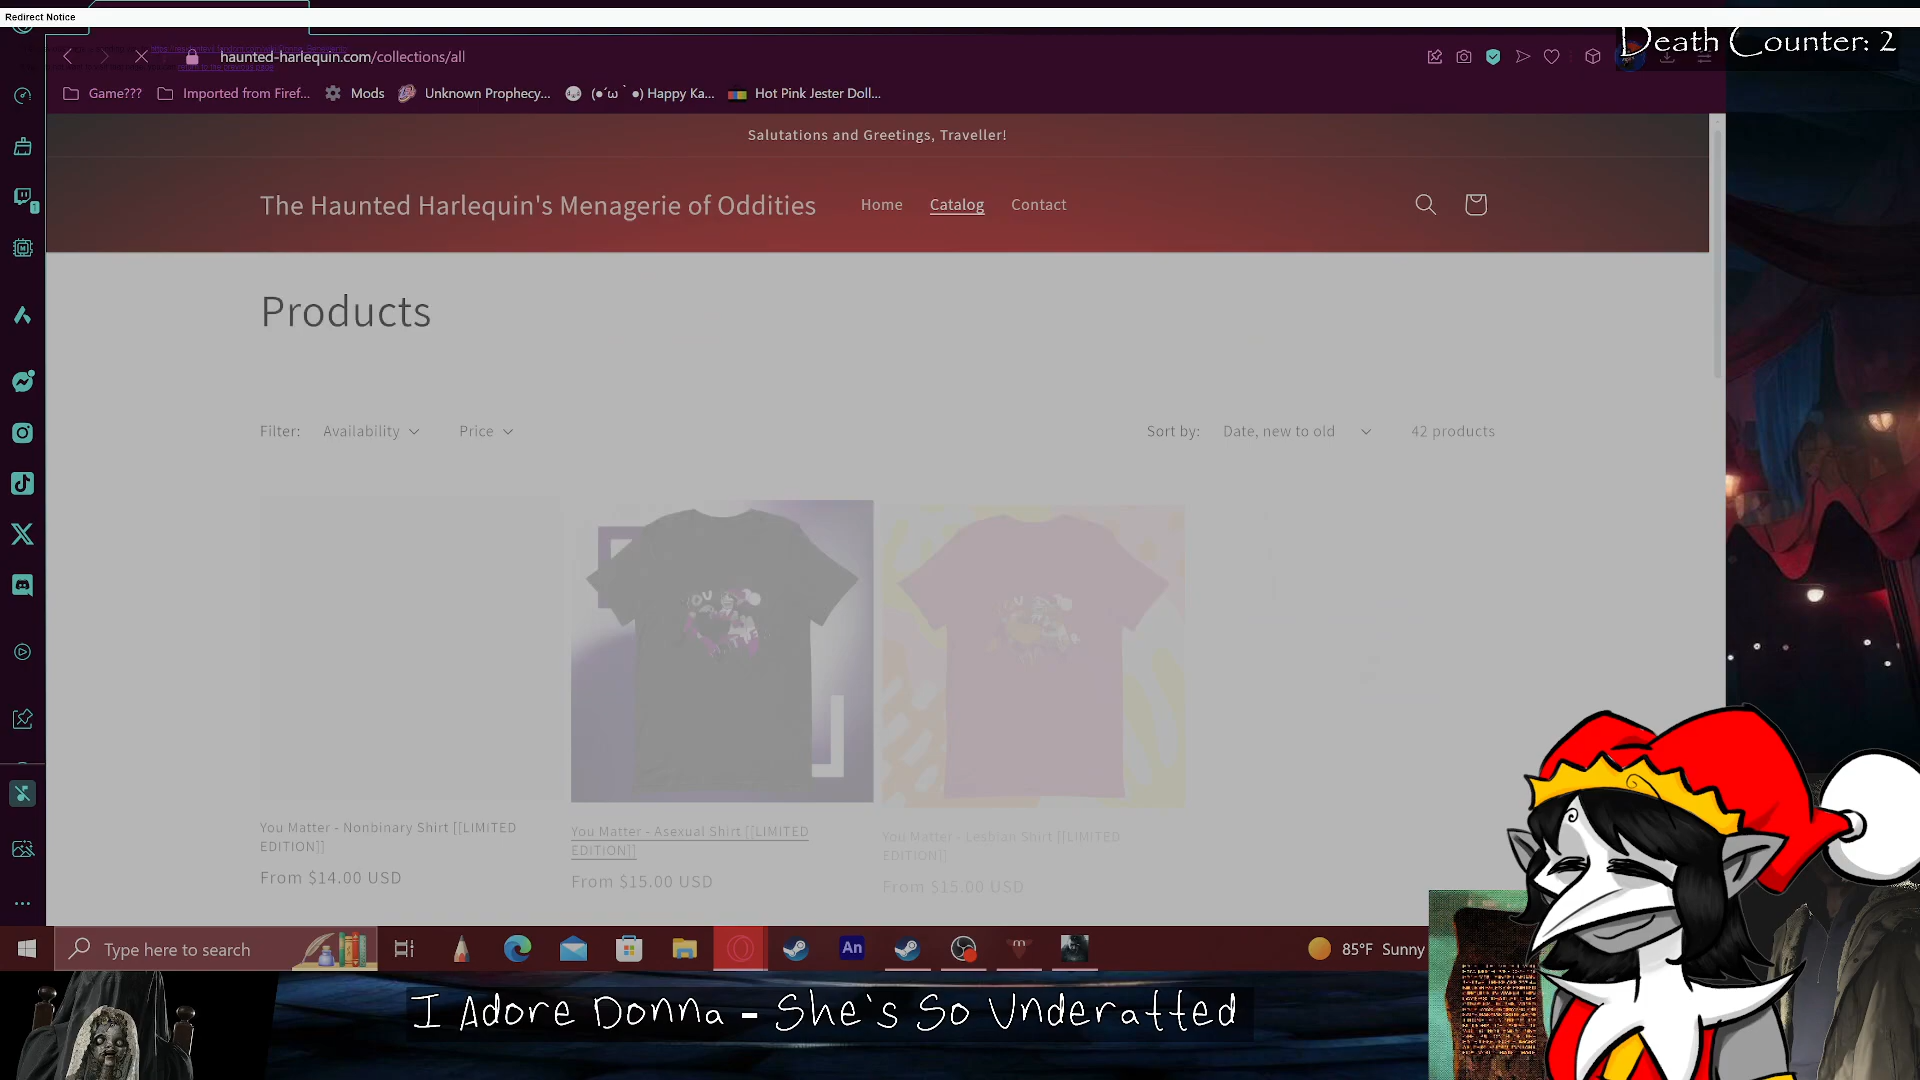 Redirect Notice
Death Counter: 2
haunted-harlequin.com/collections/all
Game???
Imported from Firef...
Mods
Unknown Prophecy...
(●´ω｀●) Happy Ka...
Hot Pink Jester Doll...
Salutations and Greetings, Traveller!
The Haunted Harlequin's Menagerie of Oddities
Home
Catalog
Contact
Products
Filter:
Availability
Price
Sort by:
Date, new to old
42 products
You Matter - Nonbinary Shirt [[LIMITED
EDITION]]
From $14.00 USD
You Matter - Asexual Shirt [[LIMITED
EDITION]]
From $15.00 USD
You Matter - Lesbian Shirt [[LIMITED
EDITION]]
From $15.00 USD
1
Type here to search
An
85°F Sunny
I Adore Donna - She's So Underatted